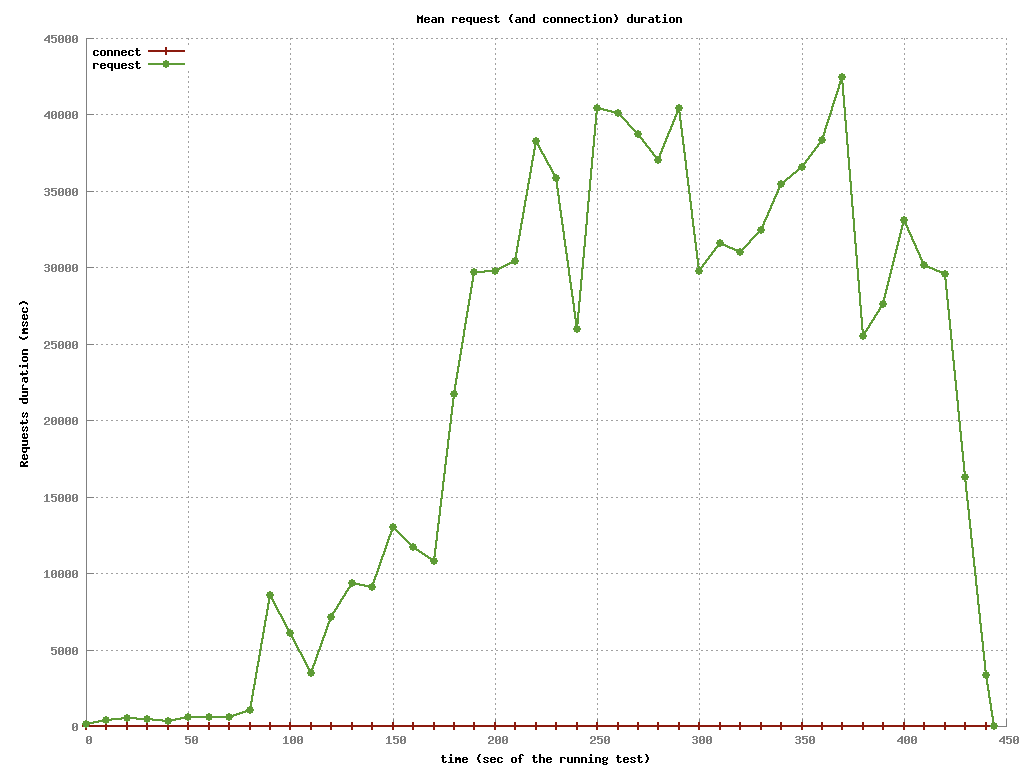 Mean request (and connection) duration
45000
connect
request
40000
35000
30000
25000
20000
15000
10000
5000
0
Requests duration (msec)
0 50 100 150 200 250 300 350 400 450
time (sec of the running test)